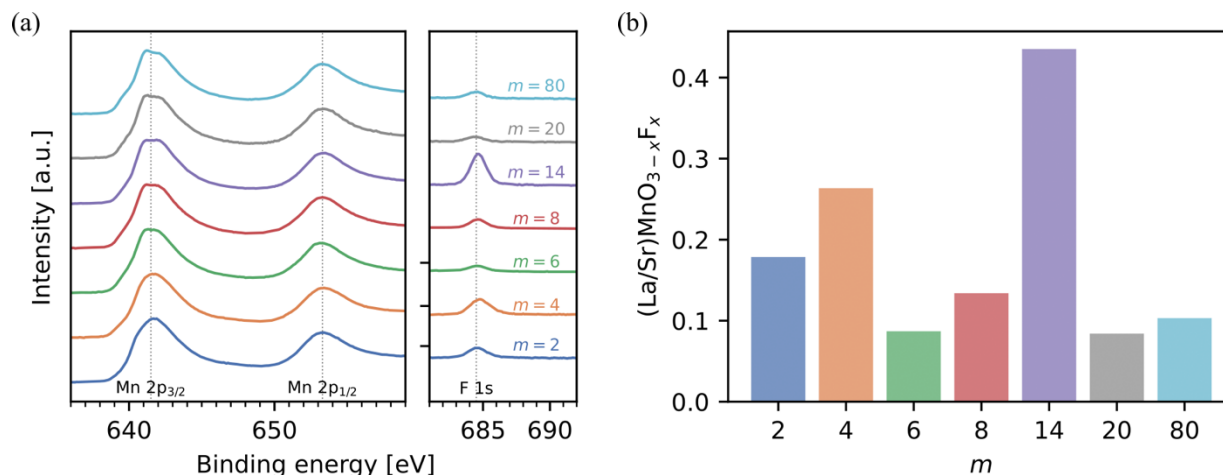 (a)
Intensity [a.u.]
m = 80
m = 20
m = 14
m = 8
m = 6
m = 4
m = 2
Mn 2p3/2
Mn 2p1/2
F 1s
640 650 685 690
Binding energy [eV]
(b)
(La/Sr)MnO3−xFx
0.4
0.3
0.2
0.1
0.0
2 4 6 8 14 20 80
m